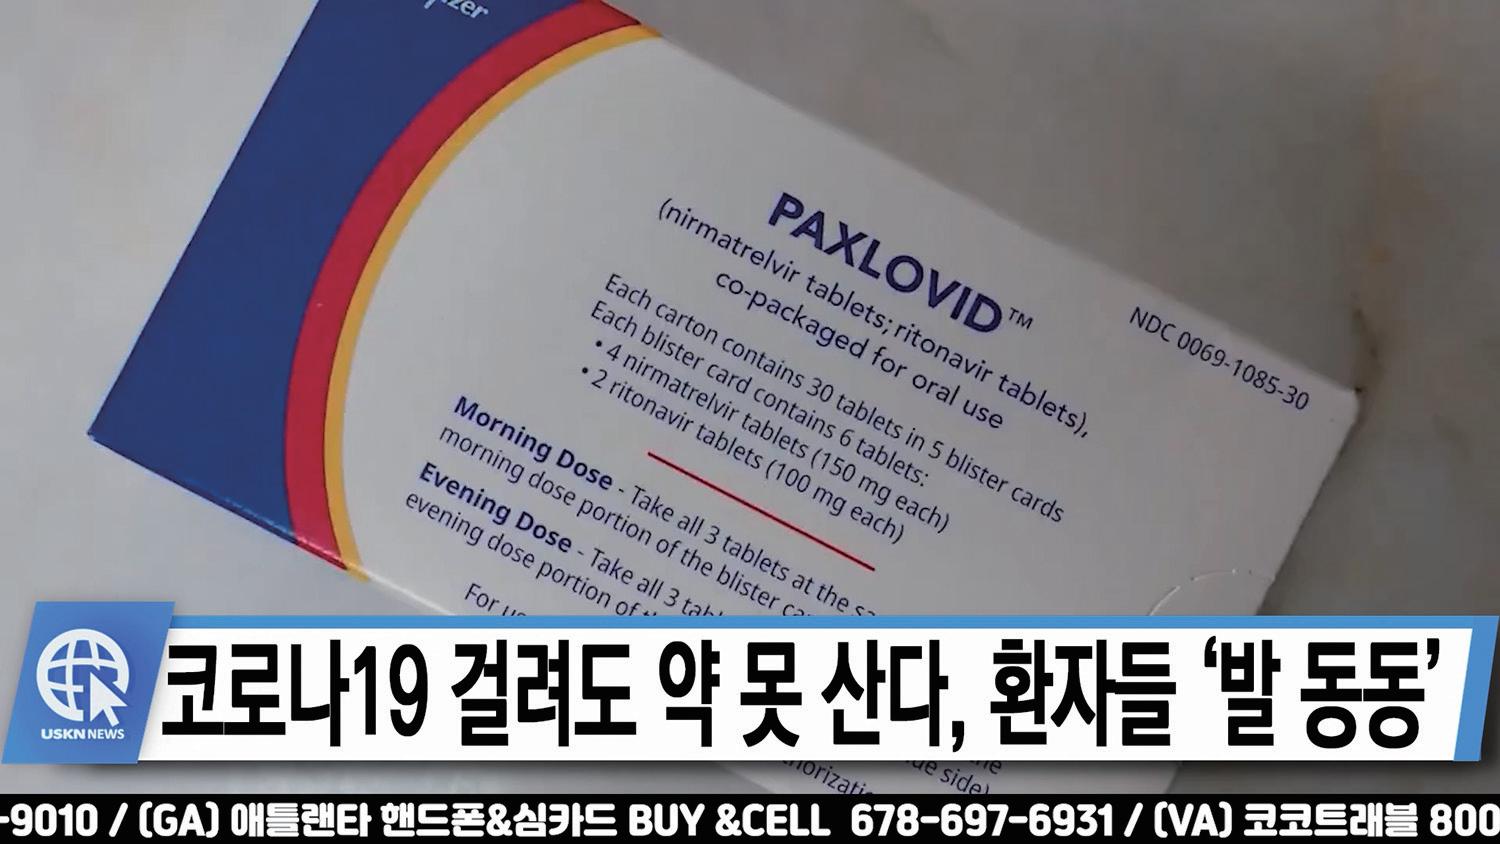 PAXLOVID™
(nirmatrelvir tablets; ritonavir tablets),
co-packaged for oral use
NDC 0069-1085-30
Each carton contains 30 tablets in 5 blister cards
Each blister card contains 6 tablets:
• 4 nirmatrelvir tablets (150 mg each)
• 2 ritonavir tablets (100 mg each)
Morning Dose - Take all 3 tablets at the
morning dose portion of the blister
Evening Dose - Take all 3
evening dose portion of
For
side)
USKN NEWS
코로나19 걸려도 약 못 산다, 환자들 ‘발 동동’
-9010 / (GA) 애틀랜타 핸드폰&심카드 BUY &CELL 678-697-6931 / (VA) 코코트래블 800